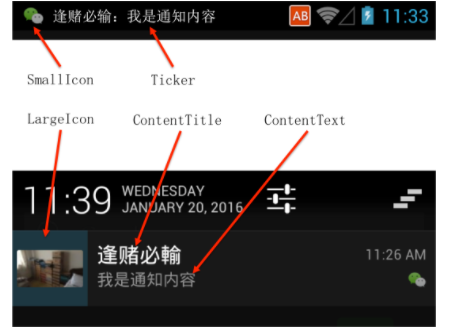 逢赌必输：我是通知内容 AB 11:33
SmallIcon Ticker
LargeIcon ContentTitle ContentText
11:39 WEDNESDAY
JANUARY 20, 2016
逢赌必輸 11:26 AM
我是通知内容